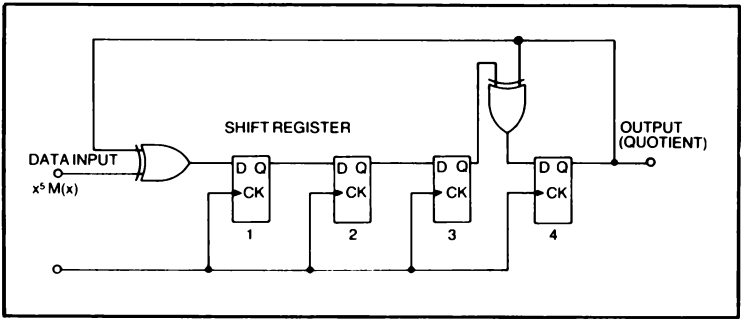 SHIFT REGISTER
OUTPUT
(QUOTIENT)
DATA INPUT
x⁵ M(x)
D Q
CK
1
D Q
CK
2
D Q
CK
3
D Q
CK
4